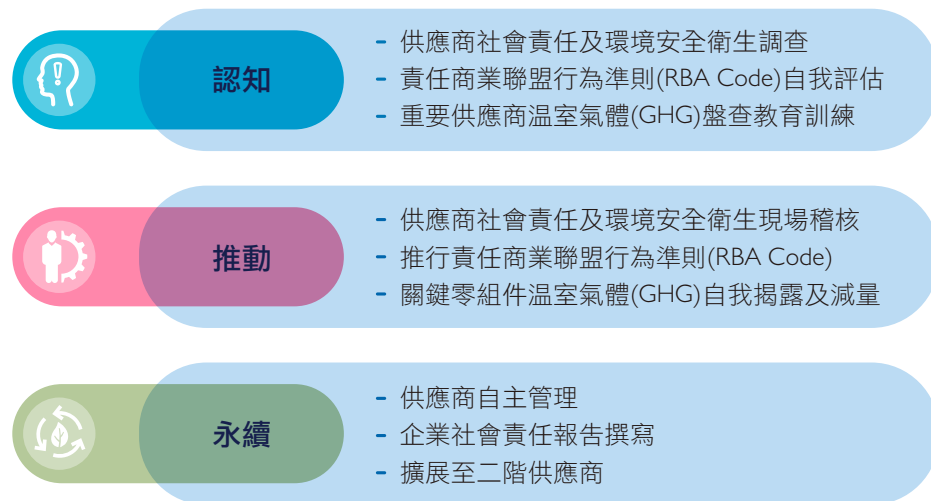 認知
- 供應商社會責任及環境安全衛生調查
- 責任商業聯盟行為準則(RBA Code)自我評估
- 重要供應商温室氣體(GHG)盤查教育訓練
推動
- 供應商社會責任及環境安全衛生現場稽核
- 推行責任商業聯盟行為準則(RBA Code)
- 關鍵零組件温室氣體(GHG)自我揭露及減量
永續
- 供應商自主管理
- 企業社會責任報告撰寫
- 擴展至二階供應商